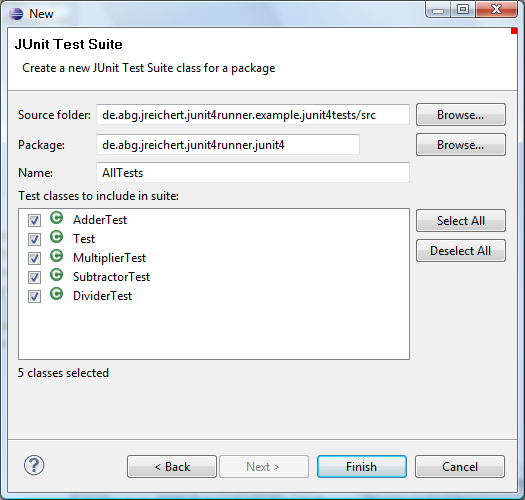 New
JUnit Test Suite
Create a new JUnit Test Suite class for a package
Source folder: de.abg.jreichert.junit4runner.example.junit4tests/src Browse...
Package: de.abg.jreichert.junit4runner.junit4 Browse...
Name: AllTests
Test classes to include in suite:
AdderTest Select All
Test
MultiplierTest Deselect All
SubtractorTest
DividerTest
5 classes selected
? < Back Next > Finish Cancel